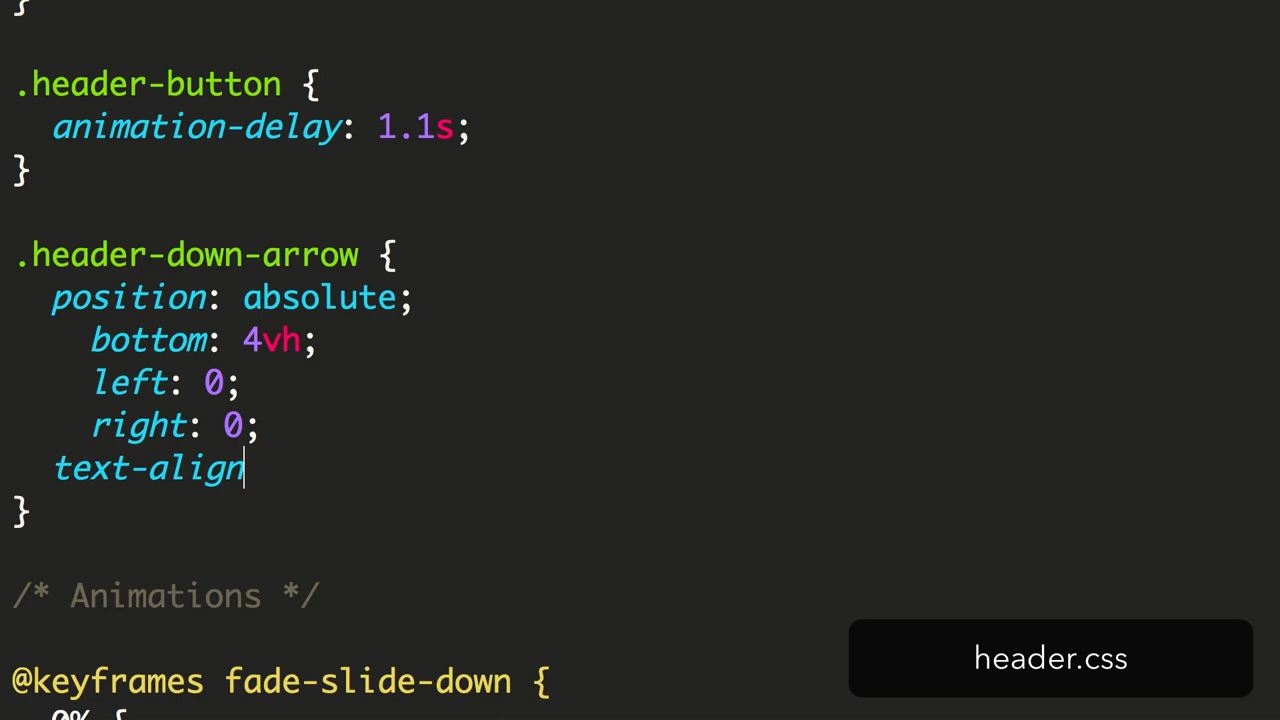 }
.header-button {
  animation-delay: 1.1s;
}
.header-down-arrow {
  position: absolute;
    bottom: 4vh;
    left: 0;
    right: 0;
  text-align
}
/* Animations */
@keyframes fade-slide-down {
  0% {
header.css